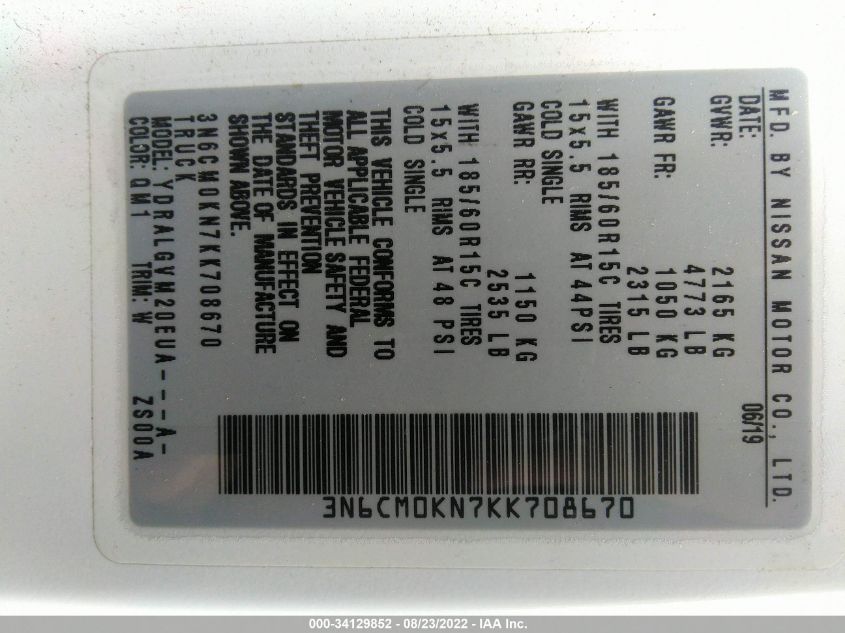 MFD BY NISSAN MOTOR CO., LTD.
DATE: 06/19
GVWR: 2165 KG
4773 LB
GAWR FR: 1050 KG
2315 LB
WITH 185/60R15C TIRES
15x5.5 RIMS AT 44PSI
COLD SINGLE
GAWR RR: 1150 KG
2535 LB
WITH 185/60R15C TIRES
15x5.5 RIMS AT 48 PSI
COLD SINGLE
THIS VEHICLE CONFORMS TO
ALL APPLICABLE FEDERAL
MOTOR VEHICLE SAFETY AND
THEFT PREVENTION
STANDARDS IN EFFECT ON
THE DATE OF MANUFACTURE
SHOWN ABOVE.
3N6CM0KN7KK708670
TRUCK
MODEL: YDRALGVM20EUA----A-
COLOR: QM1 TRIM: W ZS00A
3N6CM0KN7KK708670
000-34129852 - 08/23/2022 - IAA Inc.